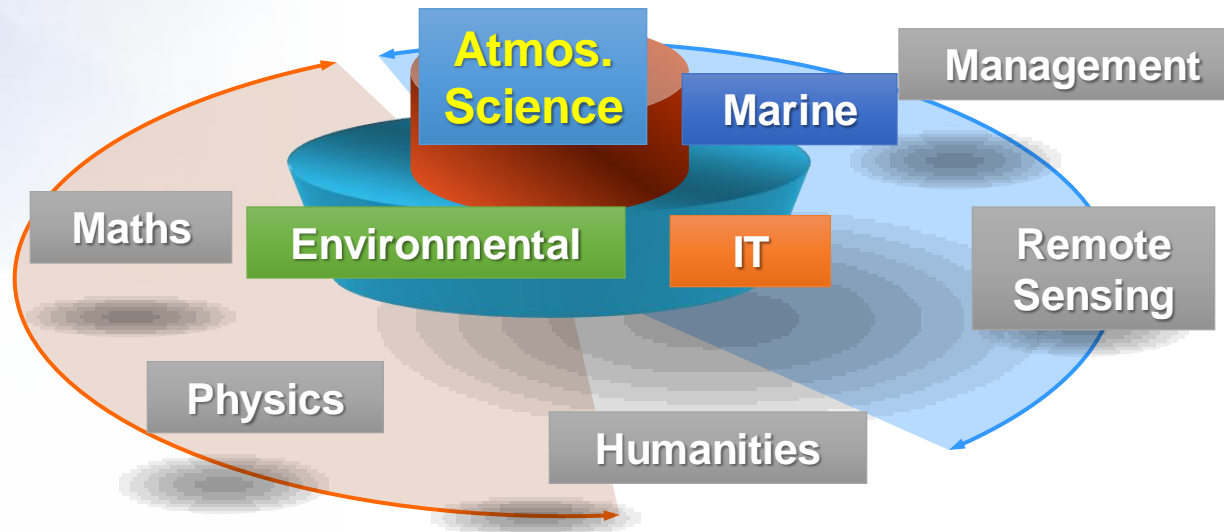 Atmos.
Science
Management
Marine
Maths
Environmental
IT
Remote
Sensing
Physics
Humanities